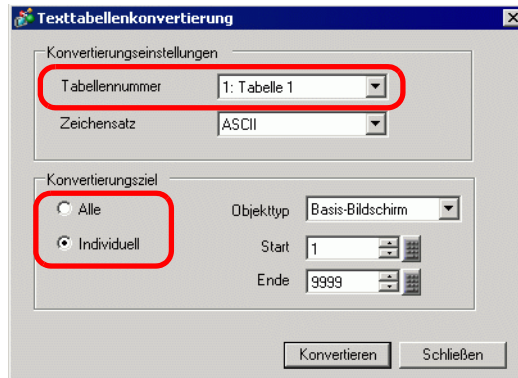 Texttabellenkonvertierung
Konvertierungseinstellungen
Tabellennummer 1: Tabelle 1
Zeichensatz ASCII
Konvertierungsziel
Alle Objekttyp Basis-Bildschirm
Individuell Start 1
Ende 9999
Konvertieren Schließen